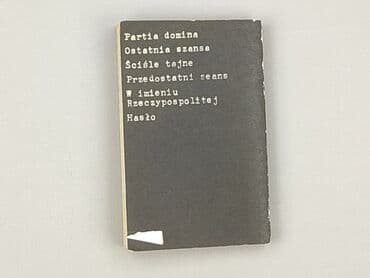 Partia domina
Ostatnia szansa
Ściśle tajne
Przedostatni seans
W imieniu
Rzeczypospolitej
Hasło